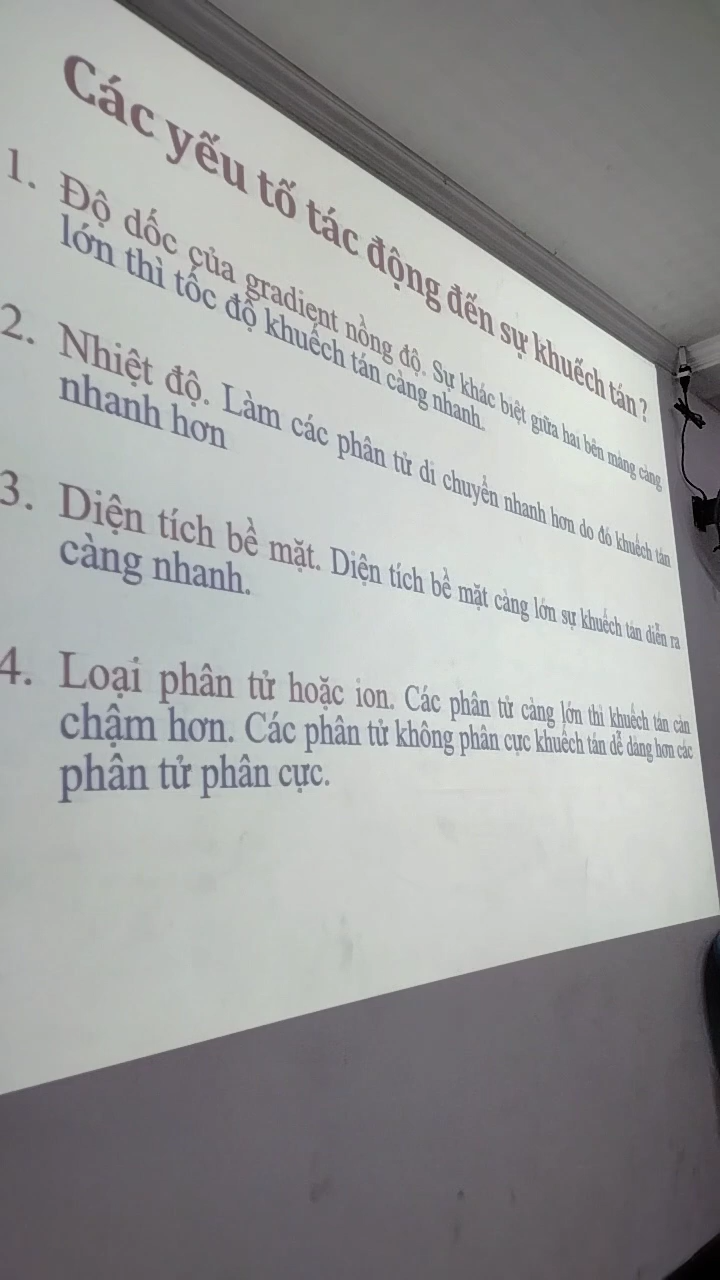 Các yếu tố tác động đến sự khuếch tán ?
1. Độ dốc của gradient nồng độ. Sự khác biệt giữa hai bên màng càng
lớn thì tốc độ khuếch tán càng nhanh.
2. Nhiệt độ. Làm các phân tử di chuyển nhanh hơn do đó khuếch tán
nhanh hơn
3. Diện tích bề mặt. Diện tích bề mặt càng lớn sự khuếch tán diễn ra
càng nhanh.
4. Loại phân tử hoặc ion. Các phân tử càng lớn thì khuếch tán càn
chậm hơn. Các phân tử không phân cực khuếch tán dễ dàng hơn các
phân tử phân cực.